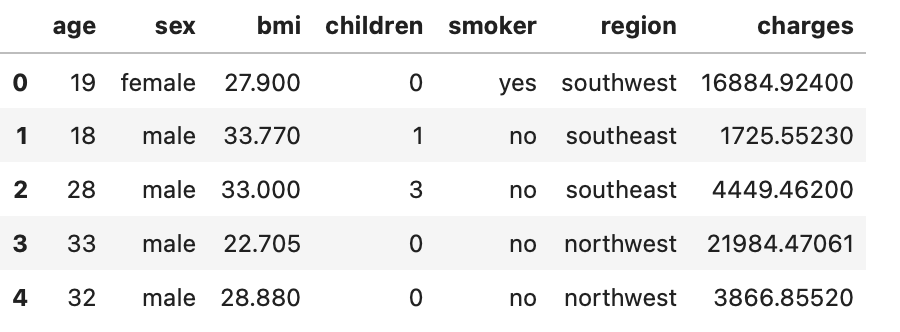 age sex bmi children smoker region charges
0 19 female 27.900 0 yes southwest 16884.92400
1 18 male 33.770 1 no southeast 1725.55230
2 28 male 33.000 3 no southeast 4449.46200
3 33 male 22.705 0 no northwest 21984.47061
4 32 male 28.880 0 no northwest 3866.85520